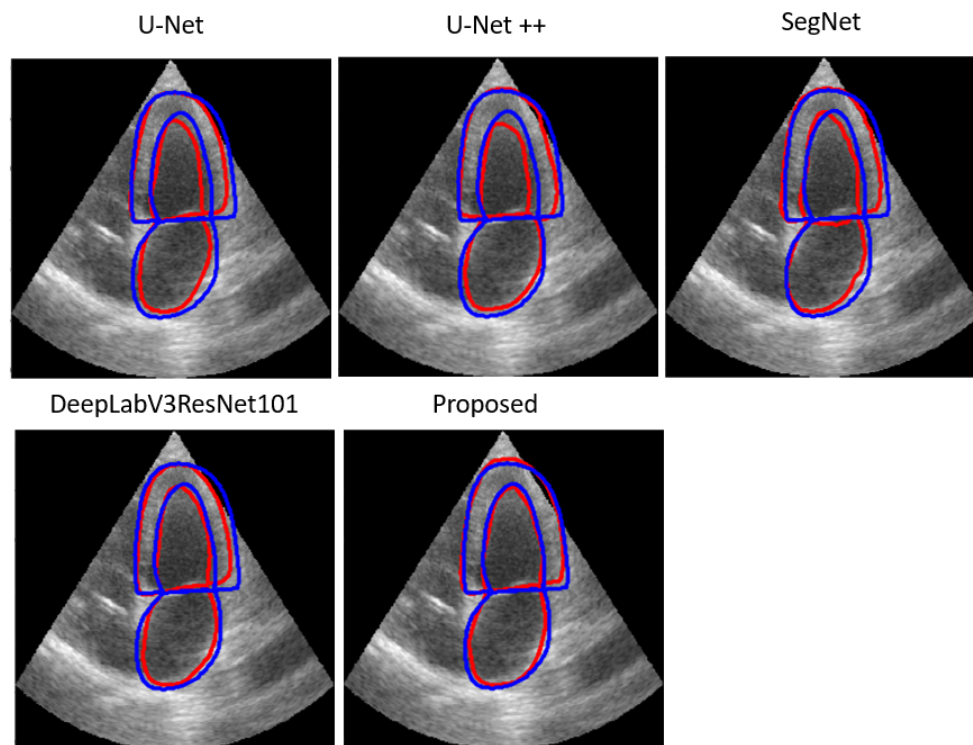 U-Net
U-Net ++
SegNet
DeepLabV3ResNet101
Proposed